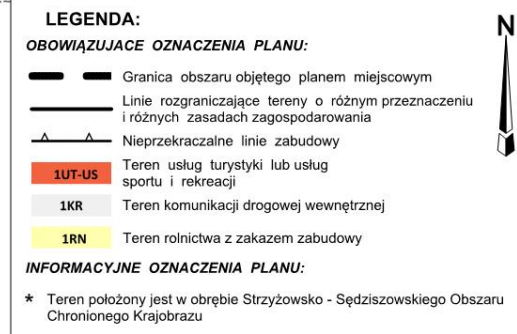 LEGENDA:
N
OBOWIĄZUJACE OZNACZENIA PLANU:
Granica obszaru objętego planem miejscowym
Linie rozgraniczające tereny o różnym przeznaczeniu
i różnych zasadach zagospodarowania
Nieprzekraczalne linie zabudowy
1UT-US
Teren usług turystyki lub usług
sportu i rekreacji
1KR
Teren komunikacji drogowej wewnętrznej
1RN
Teren rolnictwa z zakazem zabudowy
INFORMACYJNE OZNACZENIA PLANU:
* Teren położony jest w obrębie Strzyżowsko - Sędziszowskiego Obszaru
Chronionego Krajobrazu